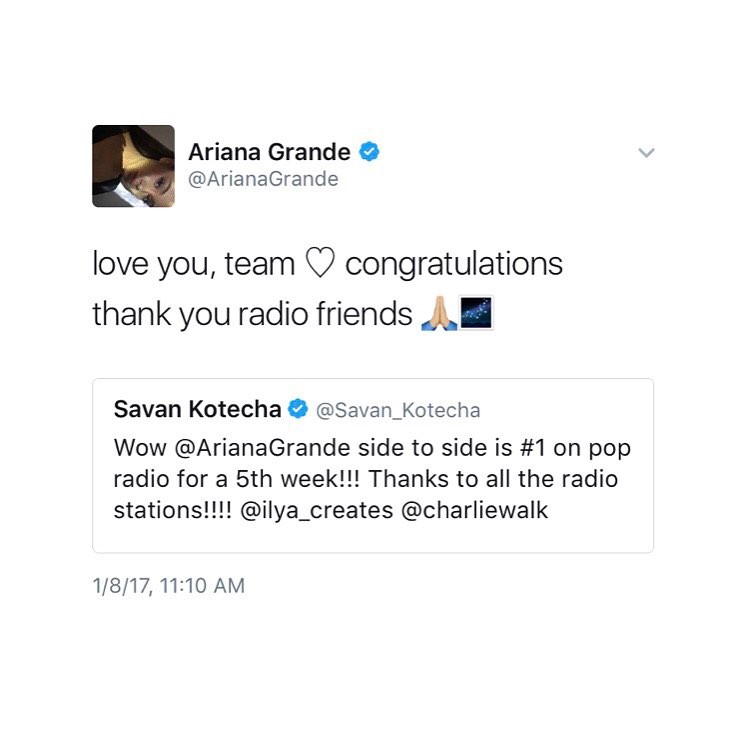 Ariana Grande
@ArianaGrande
love you, team ♡ congratulations
thank you radio friends 🙏🏼🌌
Savan Kotecha @Savan_Kotecha
Wow @ArianaGrande side to side is #1 on pop
radio for a 5th week!!! Thanks to all the radio
stations!!!! @ilya_creates @charliewalk
1/8/17, 11:10 AM